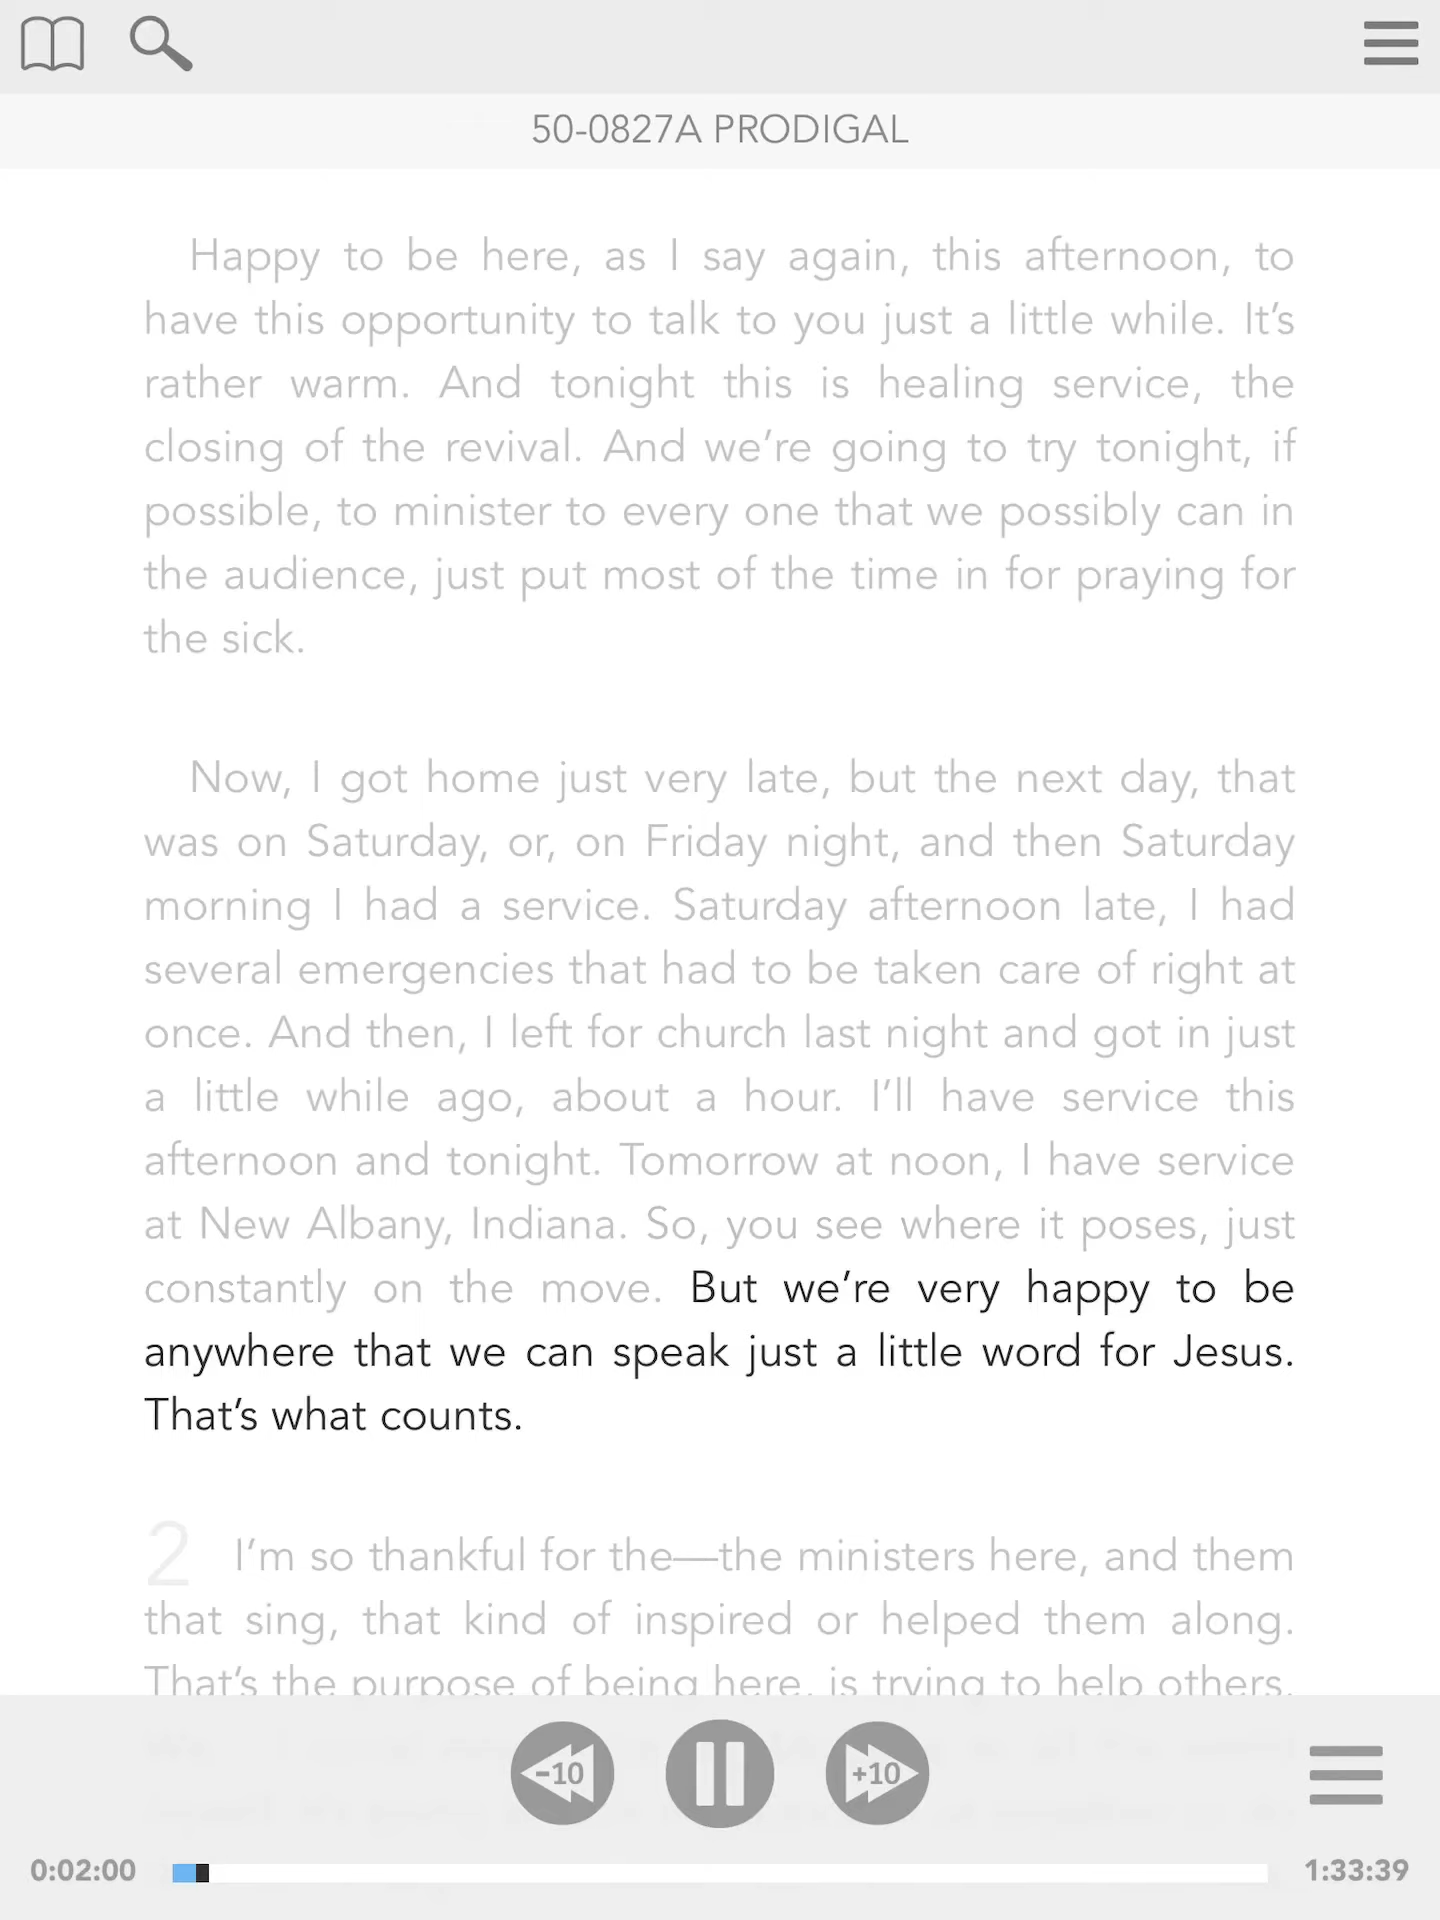 50-0827A PRODIGAL
Happy to be here, as I say again, this afternoon, to
have this opportunity to talk to you just a little while. It’s
rather warm. And tonight this is healing service, the
closing of the revival. And we’re going to try tonight, if
possible, to minister to every one that we possibly can in
the audience, just put most of the time in for praying for
the sick.
Now, I got home just very late, but the next day, that
was on Saturday, or, on Friday night, and then Saturday
morning I had a service. Saturday afternoon late, I had
several emergencies that had to be taken care of right at
once. And then, I left for church last night and got in just
a little while ago, about a hour. I’ll have service this
afternoon and tonight. Tomorrow at noon, I have service
at New Albany, Indiana. So, you see where it poses, just
constantly on the move. But we’re very happy to be
anywhere that we can speak just a little word for Jesus.
That’s what counts.
2 I’m so thankful for the—the ministers here, and them
that sing, that kind of inspired or helped them along.
That’s the purpose of being here, is trying to help others.
-10 +10
0:02:00 1:33:39